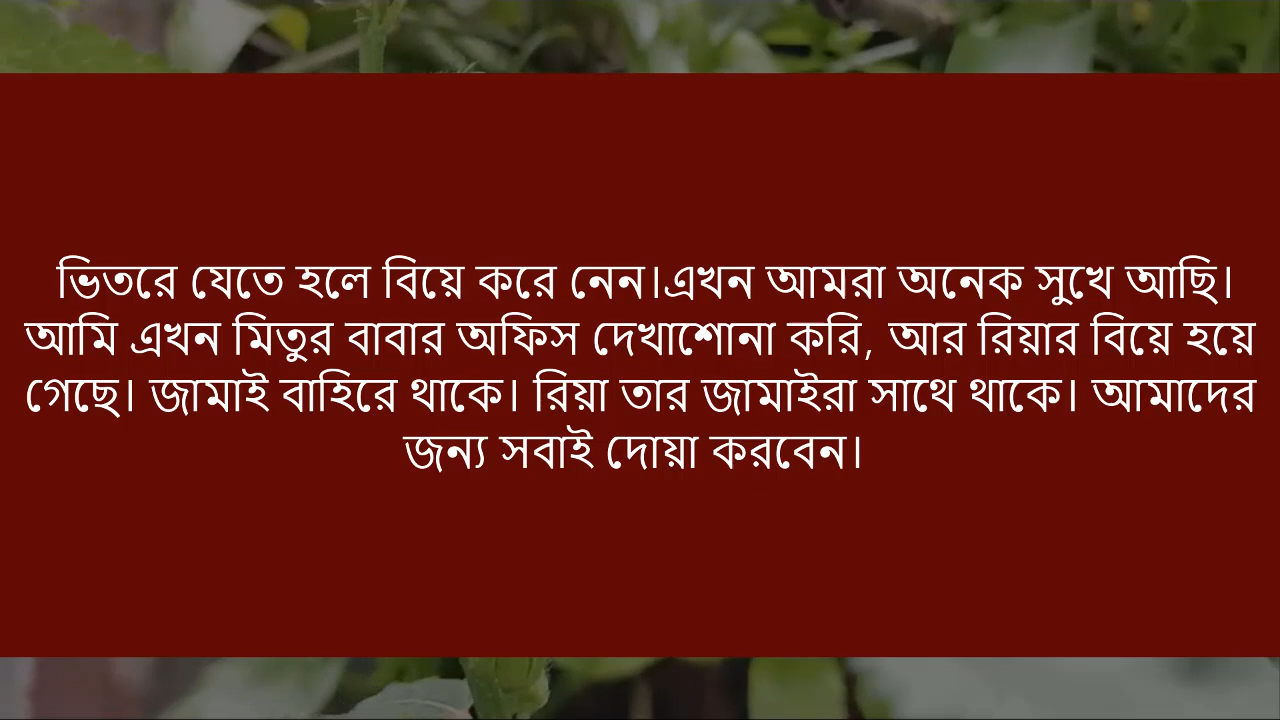 ভিতরে যেতে হলে বিয়ে করে নেন।এখন আমরা অনেক সুখে আছি।
আমি এখন মিতুর বাবার অফিস দেখাশোনা করি, আর রিয়ার বিয়ে হয়ে
গেছে। জামাই বাহিরে থাকে। রিয়া তার জামাইরা সাথে থাকে। আমাদের
জন্য সবাই দোয়া করবেন।